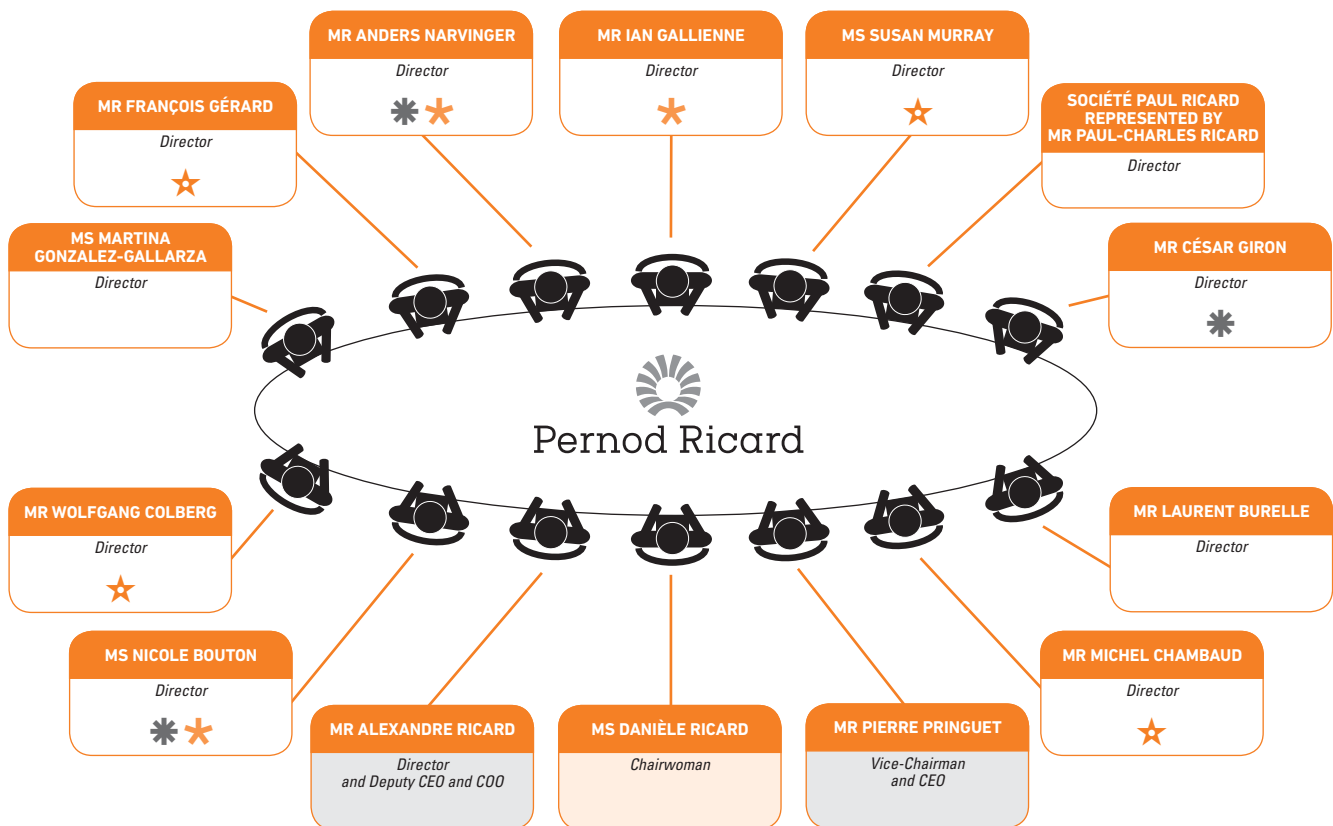 MR ANDERS NARVINGER
Director
MR IAN GALLIENNE
Director
MS SUSAN MURRAY
Director
MR FRANÇOIS GÉRARD
Director
SOCIÉTÉ PAUL RICARD
REPRESENTED BY
MR PAUL-CHARLES RICARD
Director
MS MARTINA
GONZALEZ-GALLARZA
Director
MR CÉSAR GIRON
Director
Pernod Ricard
MR WOLFGANG COLBERG
Director
MR LAURENT BURELLE
Director
MS NICOLE BOUTON
Director
MR MICHEL CHAMBAUD
Director
MR ALEXANDRE RICARD
Director
and Deputy CEO and COO
MS DANIÈLE RICARD
Chairwoman
MR PIERRE PRINGUET
Vice-Chairman
and CEO